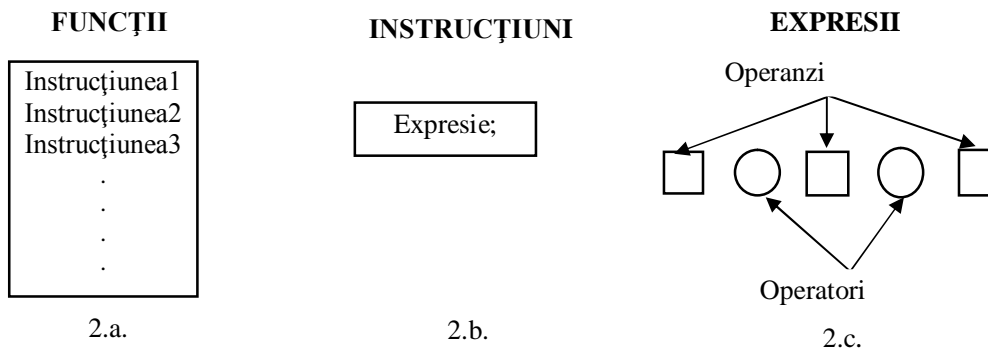 FUNCŢII
Instrucţiunea1
Instrucţiunea2
Instrucţiunea3
.
.
.
.
2.a.
INSTRUCŢIUNI
Expresie;
2.b.
EXPRESII
Operanzi
Operatori
2.c.